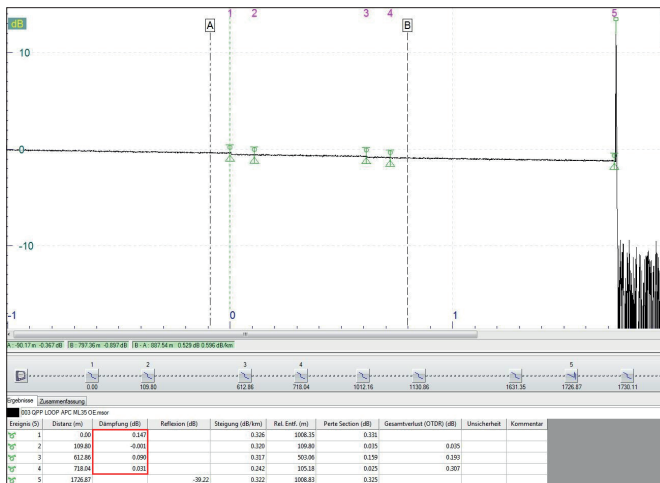 dB
1 2 3 4 5
A B
10
0
-10
-1 0 1
A : -90.17 m -0.367 dB B : 797.36 m -0.897 dB B - A : 887.54 m 0.529 dB 0.596 dB/km
1 2 3 4 5
0.00 109.80 612.86 718.04 1012.16 1130.86 1631.35 1726.87 1730.11
Ergebnisse Zusammenfassung
003 QPP LOOP APC ML35 OE.msor
Ereignis (5) Distanz (m) Dämpfung (dB) Reflexion (dB) Steigung (dB/km) Rel. Entf. (m) Perte Section (dB) Gesamtverlust (OTDR) (dB) Unsicherheit Kommentar
1 0.00 0.147 0.326 1008.35 0.331
2 109.80 -0.001 0.320 109.80 0.035 0.035
3 612.86 0.090 0.317 503.06 0.159 0.193
4 718.04 0.031 0.242 105.18 0.025 0.307
5 1726.87 -39.22 0.322 1008.83 0.325